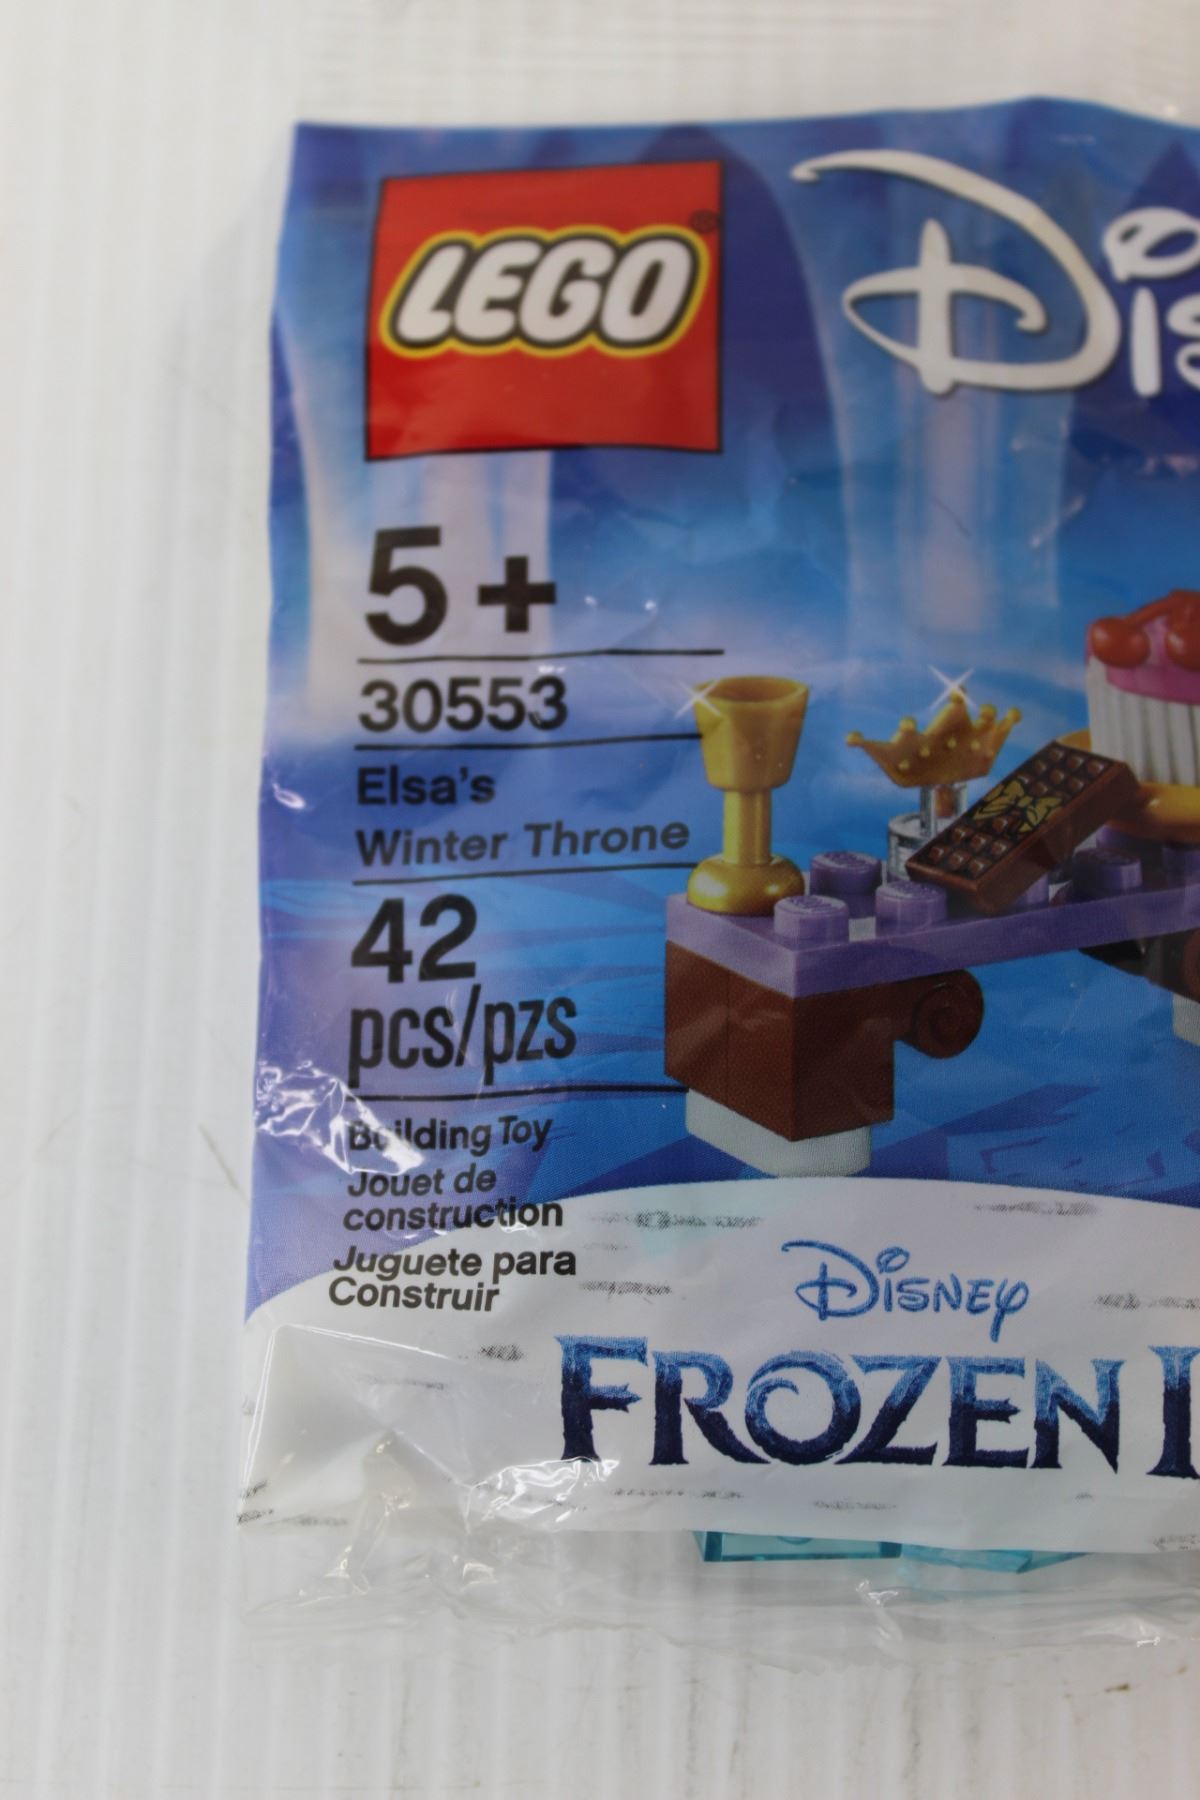 LEGO
Dis
5+
30553
Elsa's
Winter Throne
42
pcs/pzs
Building Toy
Jouet de
construction
Juguete para
Construir
Disney
FROZEN I